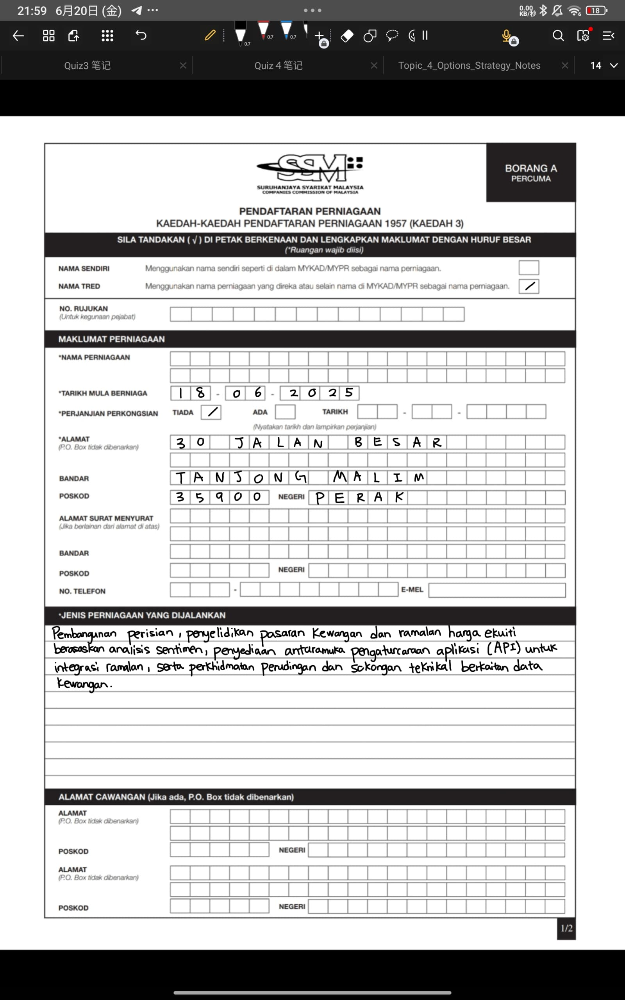 21:59 6月20日 (金) 0.00 KB/秒 6 18
0.7 0.7 0.7
Quiz3 笔记 Quiz 4 笔记 Topic_4_Options_Strategy_Notes 14
SSM
SURUHANJAYA SYARIKAT MALAYSIA
COMPANIES COMMISSION OF MALAYSIA
BORANG A
PERCUMA
PENDAFTARAN PERNIAGAAN
KAEDAH-KAEDAH PENDAFTARAN PERNIAGAAN 1957 (KAEDAH 3)
SILA TANDAKAN ( √ ) DI PETAK BERKENAAN DAN LENGKAPKAN MAKLUMAT DENGAN HURUF BESAR
(*Ruangan wajib diisi)
NAMA SENDIRI Menggunakan nama sendiri seperti di dalam MYKAD/MYPR sebagai nama perniagaan.
NAMA TRED Menggunakan nama perniagaan yang direka atau selain nama di MYKAD/MYPR sebagai nama perniagaan. /
NO. RUJUKAN
(Untuk kegunaan pejabat)
MAKLUMAT PERNIAGAAN
*NAMA PERNIAGAAN
*TARIKH MULA BERNIAGA 18 - 06 - 2025
*PERJANJIAN PERKONGSIAN TIADA / ADA TARIKH - -
(Nyatakan tarikh dan lampirkan perjanjian)
*ALAMAT 30 JALAN BESAR
(P.O. Box tidak dibenarkan)
BANDAR TANJONG MALIM
POSKOD 35900 NEGERI PERAK
ALAMAT SURAT MENYURAT
(Jika berlainan dari alamat di atas)
BANDAR
POSKOD NEGERI
NO. TELEFON - E-MEL
*JENIS PERNIAGAAN YANG DIJALANKAN
Pembangunan perisian, penyelidikan pasaran kewangan dan ramalan harga ekuiti
berasaskan analisis sentimen, penyediaan antaramuka pengaturcaraan aplikasi (API) untuk
integrasi ramalan, serta perkhidmatan perudingan dan sokongan teknikal berkaitan data
kewangan.
ALAMAT CAWANGAN (Jika ada, P.O. Box tidak dibenarkan)
ALAMAT
(P.O. Box tidak dibenarkan)
POSKOD NEGERI
ALAMAT
(P.O. Box tidak dibenarkan)
POSKOD NEGERI
1/2